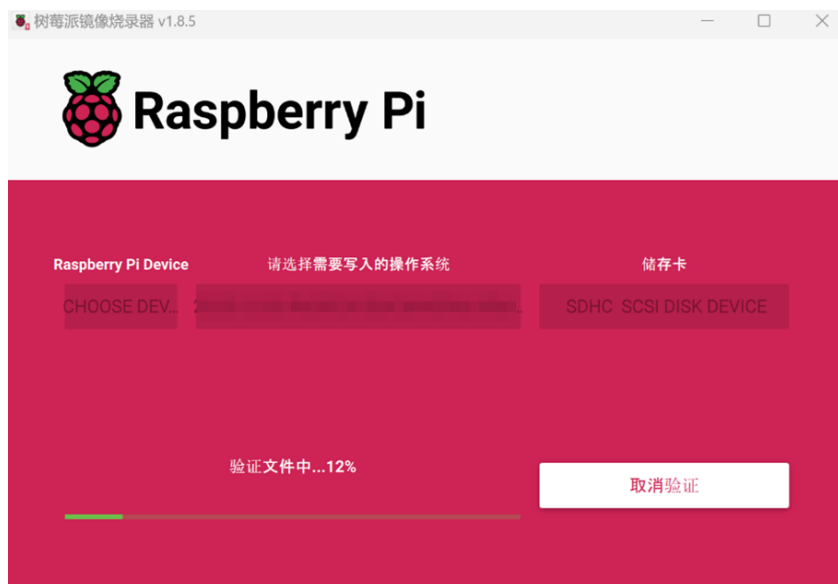 树莓派镜像烧录器 v1.8.5
Raspberry Pi
Raspberry Pi Device
请选择需要写入的操作系统
储存卡
CHOOSE DEV...
SDHC SCSI DISK DEVICE
验证文件中...12%
取消验证